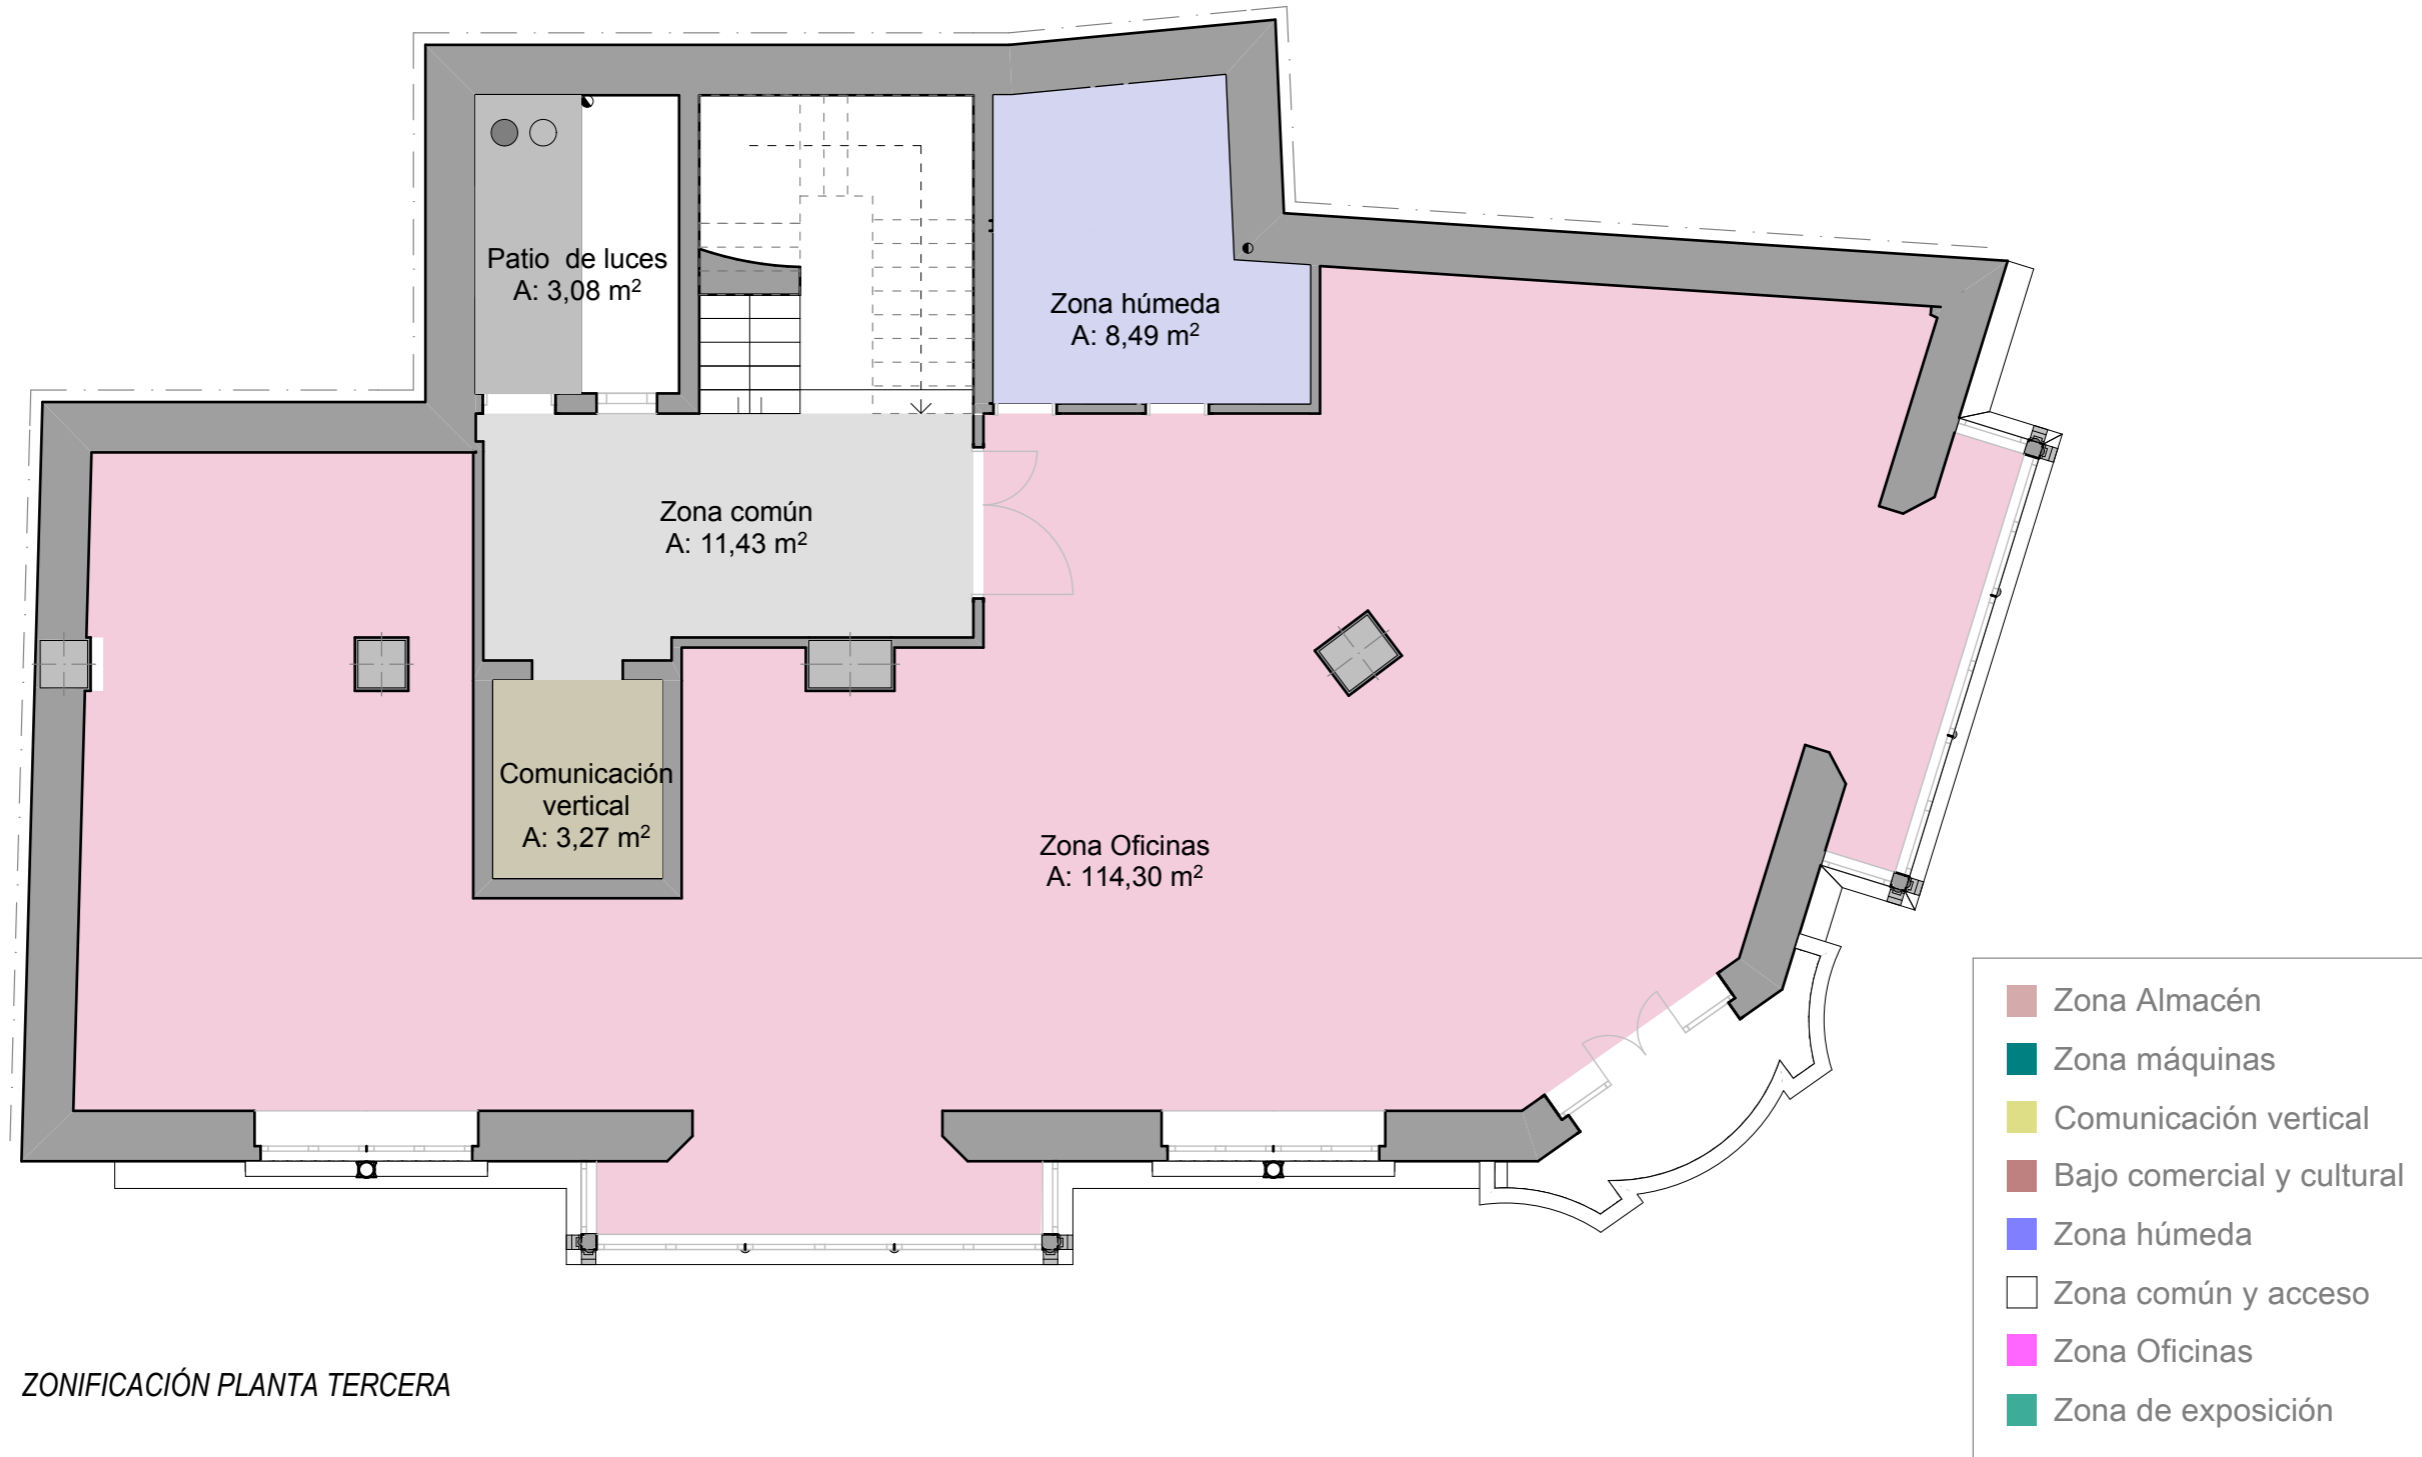 Patio de luces
A: 3,08 m²
Zona húmeda
A: 8,49 m²
Zona común
A: 11,43 m²
Comunicación
vertical
A: 3,27 m²
Zona Oficinas
A: 114,30 m²
Zona Almacén
Zona máquinas
Comunicación vertical
Bajo comercial y cultural
Zona húmeda
Zona común y acceso
Zona Oficinas
Zona de exposición
ZONIFICACIÓN PLANTA TERCERA